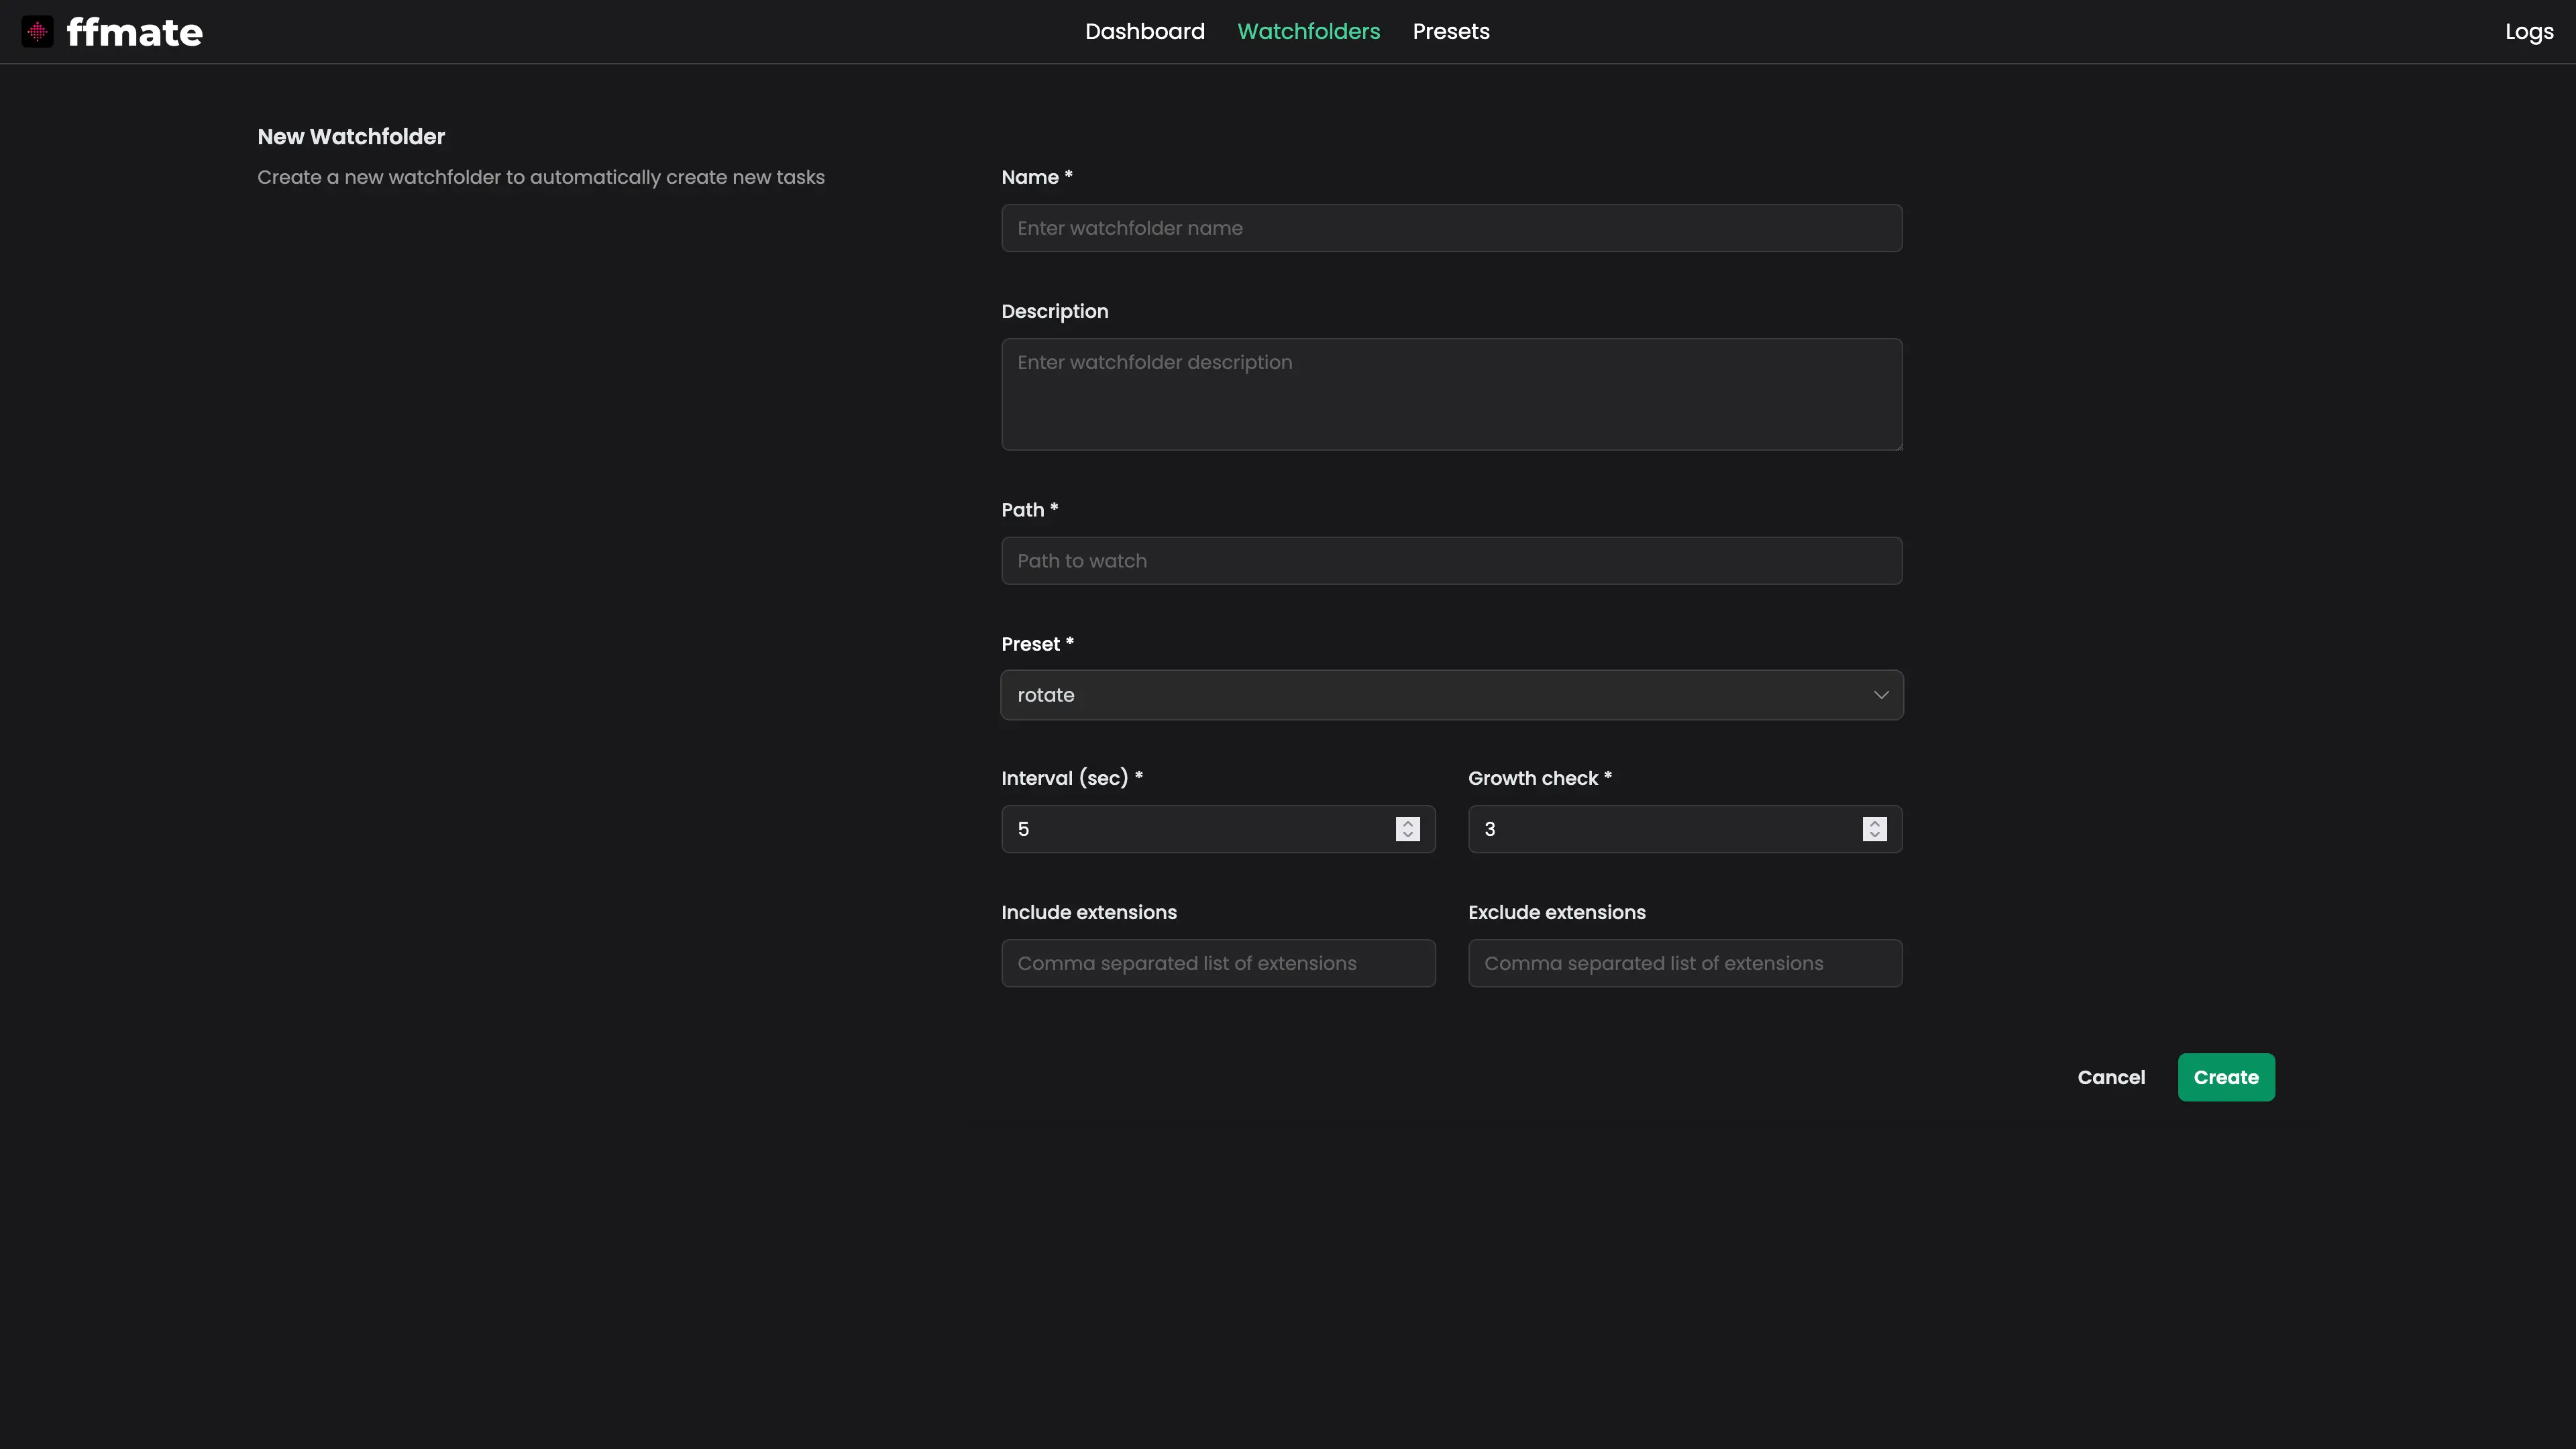 ffmate
Dashboard
Watchfolders
Presets
Logs
New Watchfolder
Create a new watchfolder to automatically create new tasks
Name *
Enter watchfolder name
Description
Enter watchfolder description
Path *
Path to watch
Preset *
rotate
Interval (sec) *
Growth check *
5
3
Include extensions
Exclude extensions
Comma separated list of extensions
Comma separated list of extensions
Cancel
Create